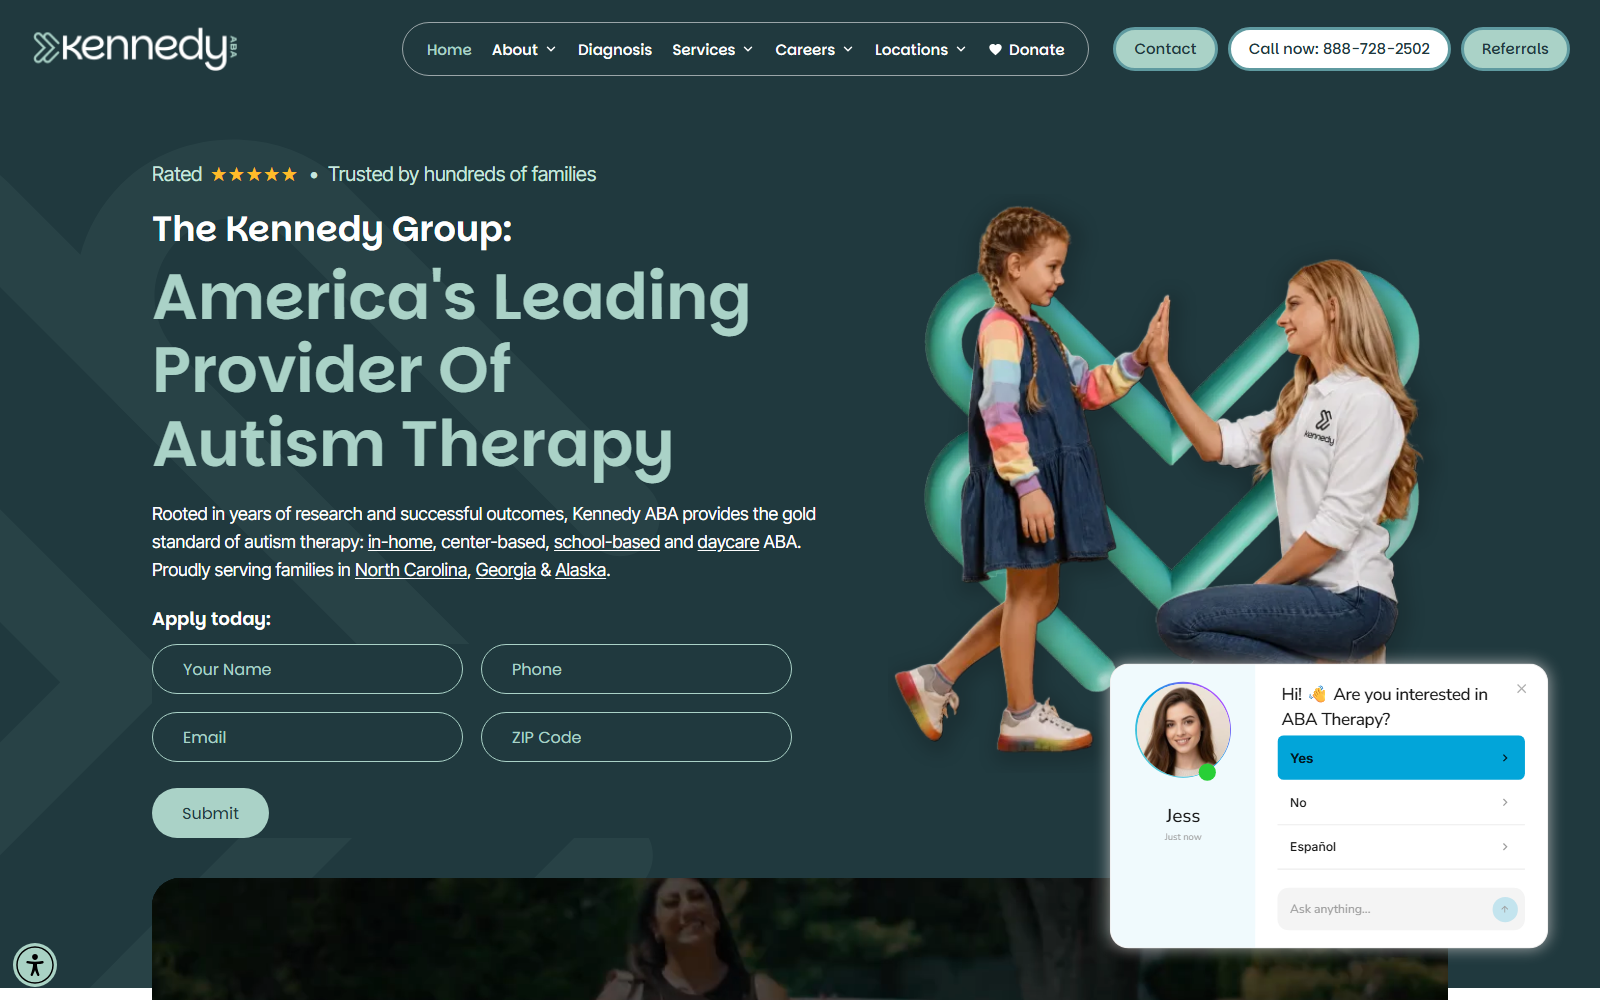 kennedy ABA
Home About Diagnosis Services Careers Locations Donate
Contact
Call now: 888-728-2502
Referrals
Rated ★★★★★ • Trusted by hundreds of families
The Kennedy Group:
America's Leading
Provider Of
Autism Therapy
Rooted in years of research and successful outcomes, Kennedy ABA provides the gold
standard of autism therapy: in-home, center-based, school-based and daycare ABA.
Proudly serving families in North Carolina, Georgia & Alaska.
Apply today:
Your Name
Phone
Email
ZIP Code
Submit
kennedy
Hi! 👋 Are you interested in
ABA Therapy?
Yes
No
Español
Ask anything...
Jess
Just now